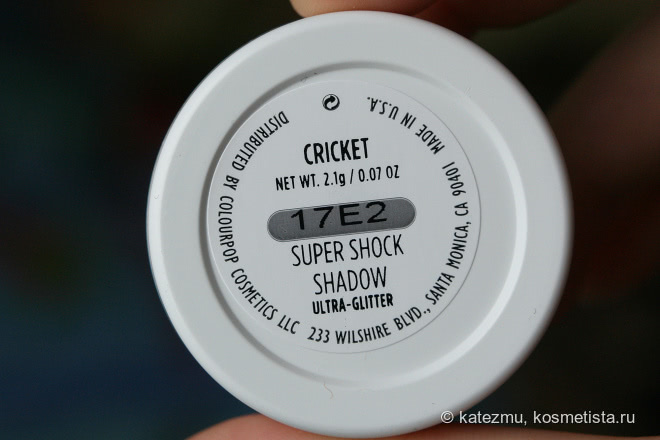 CRICKET
NET WT. 2.1g / 0.07 OZ
17E2
SUPER SHOCK
SHADOW
ULTRA-GLITTER
DISTRIBUTED BY COLOURPOP COSMETICS LLC 233 WILSHIRE BLVD., SANTA MONICA, CA 90401 MADE IN U.S.A.
© katezmu, kosmetista.ru